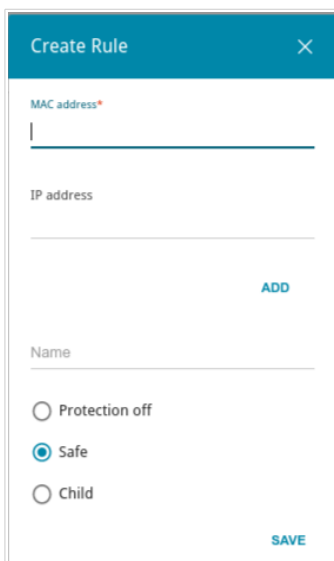 Create Rule
MAC address*
IP address
ADD
Name
Protection off
Safe
Child
SAVE